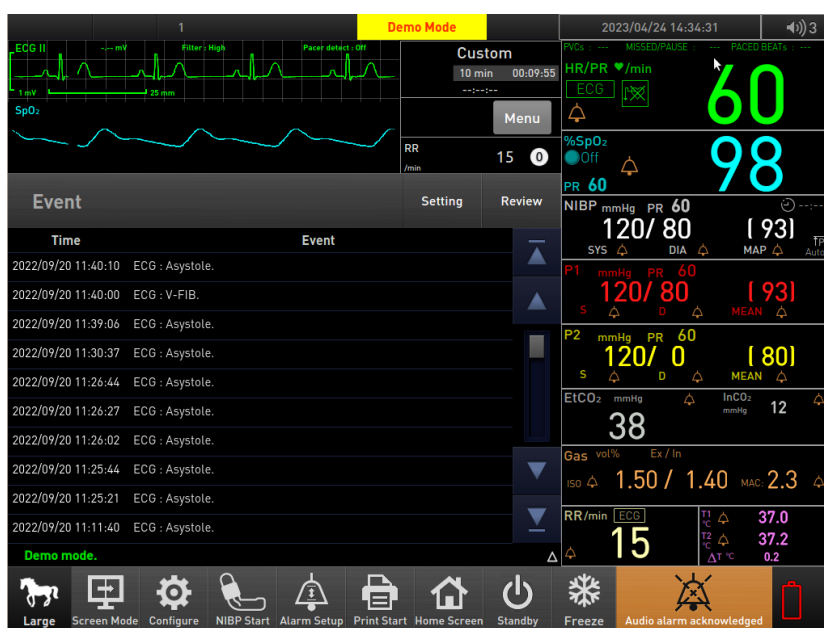 1
Demo Mode
2023/04/24 14:34:31
3
ECG II
-.-- mV
Filter : High
Pacer detect : Off
1 mV
25 mm
SpO₂
Custom
10 min 00:09:55
--:--:--
Menu
RR
/min
15 0
PVCs : --- MISSED/PAUSE : --- PACED BEATS : ---
HR/PR ♥/min
ECG
60
%SpO₂
Off
PR 60
98
NIBP mmHg PR 60 --:--
120/ 80 ( 93)
SYS DIA MAP Auto
P1 mmHg PR 60
120/ 80 ( 93)
S D MEAN
P2 mmHg PR 60
120/ 0 ( 80)
S D MEAN
EtCO₂ mmHg
38
InCO₂
mmHg 12
Gas vol% Ex / In
ISO 1.50 / 1.40 MAC: 2.3
RR/min ECG
15
T1 °C 37.0
T2 °C 37.2
ΔT °C 0.2
Event
Setting
Review
Time Event
2022/09/20 11:40:10 ECG : Asystole.
2022/09/20 11:40:00 ECG : V-FIB.
2022/09/20 11:39:06 ECG : Asystole.
2022/09/20 11:30:37 ECG : Asystole.
2022/09/20 11:26:44 ECG : Asystole.
2022/09/20 11:26:27 ECG : Asystole.
2022/09/20 11:26:02 ECG : Asystole.
2022/09/20 11:25:44 ECG : Asystole.
2022/09/20 11:25:21 ECG : Asystole.
2022/09/20 11:11:40 ECG : Asystole.
Demo mode.
Large
Screen Mode
Configure
NIBP Start
Alarm Setup
Print Start
Home Screen
Standby
Freeze
Audio alarm acknowledged